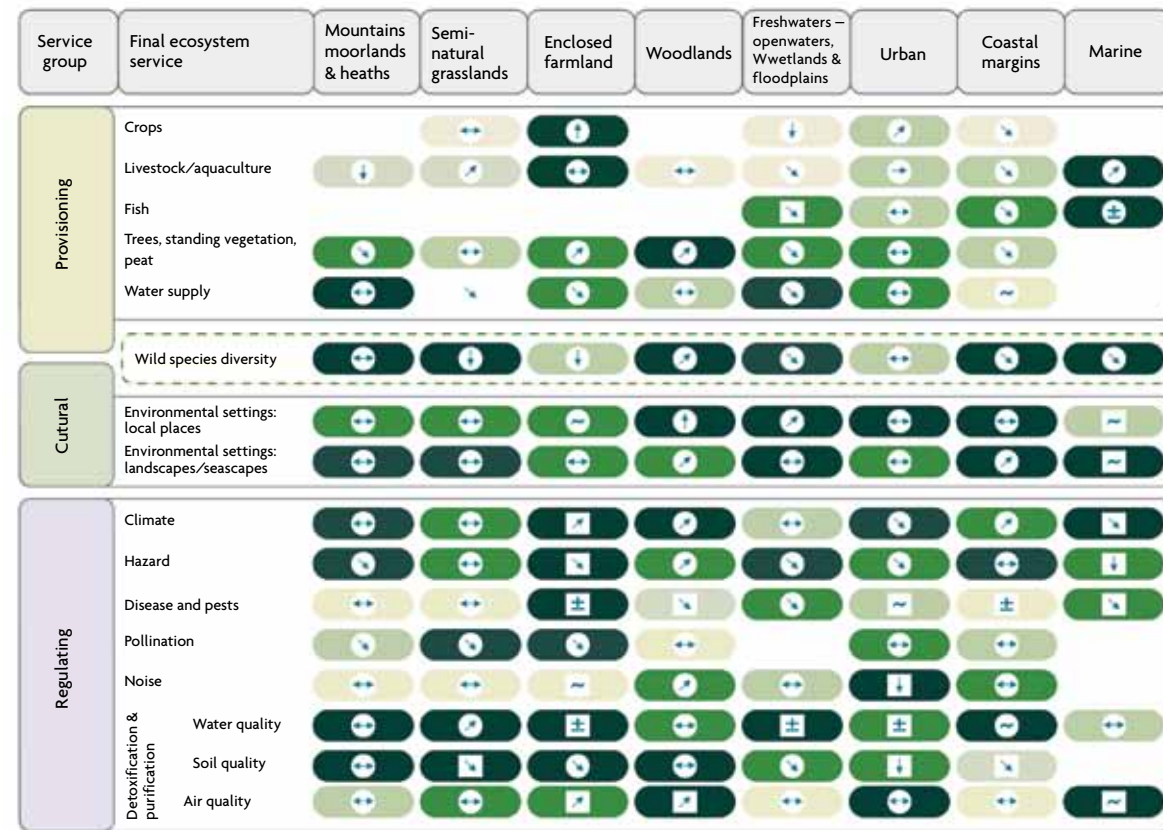 Service
group
Final ecosystem
service
Mountains
moorlands
& heaths
Semi-
natural
grasslands
Enclosed
farmland
Woodlands
Freshwaters –
openwaters,
Wwetlands &
floodplains
Urban
Coastal
margins
Marine
Provisioning
Crops
Livestock/aquaculture
Fish
Trees, standing vegetation,
peat
Water supply
Wild species diversity
Cutural
Environmental settings:
local places
Environmental settings:
landscapes/seascapes
Regulating
Climate
Hazard
Disease and pests
Pollination
Noise
Detoxification &
purification
Water quality
Soil quality
Air quality